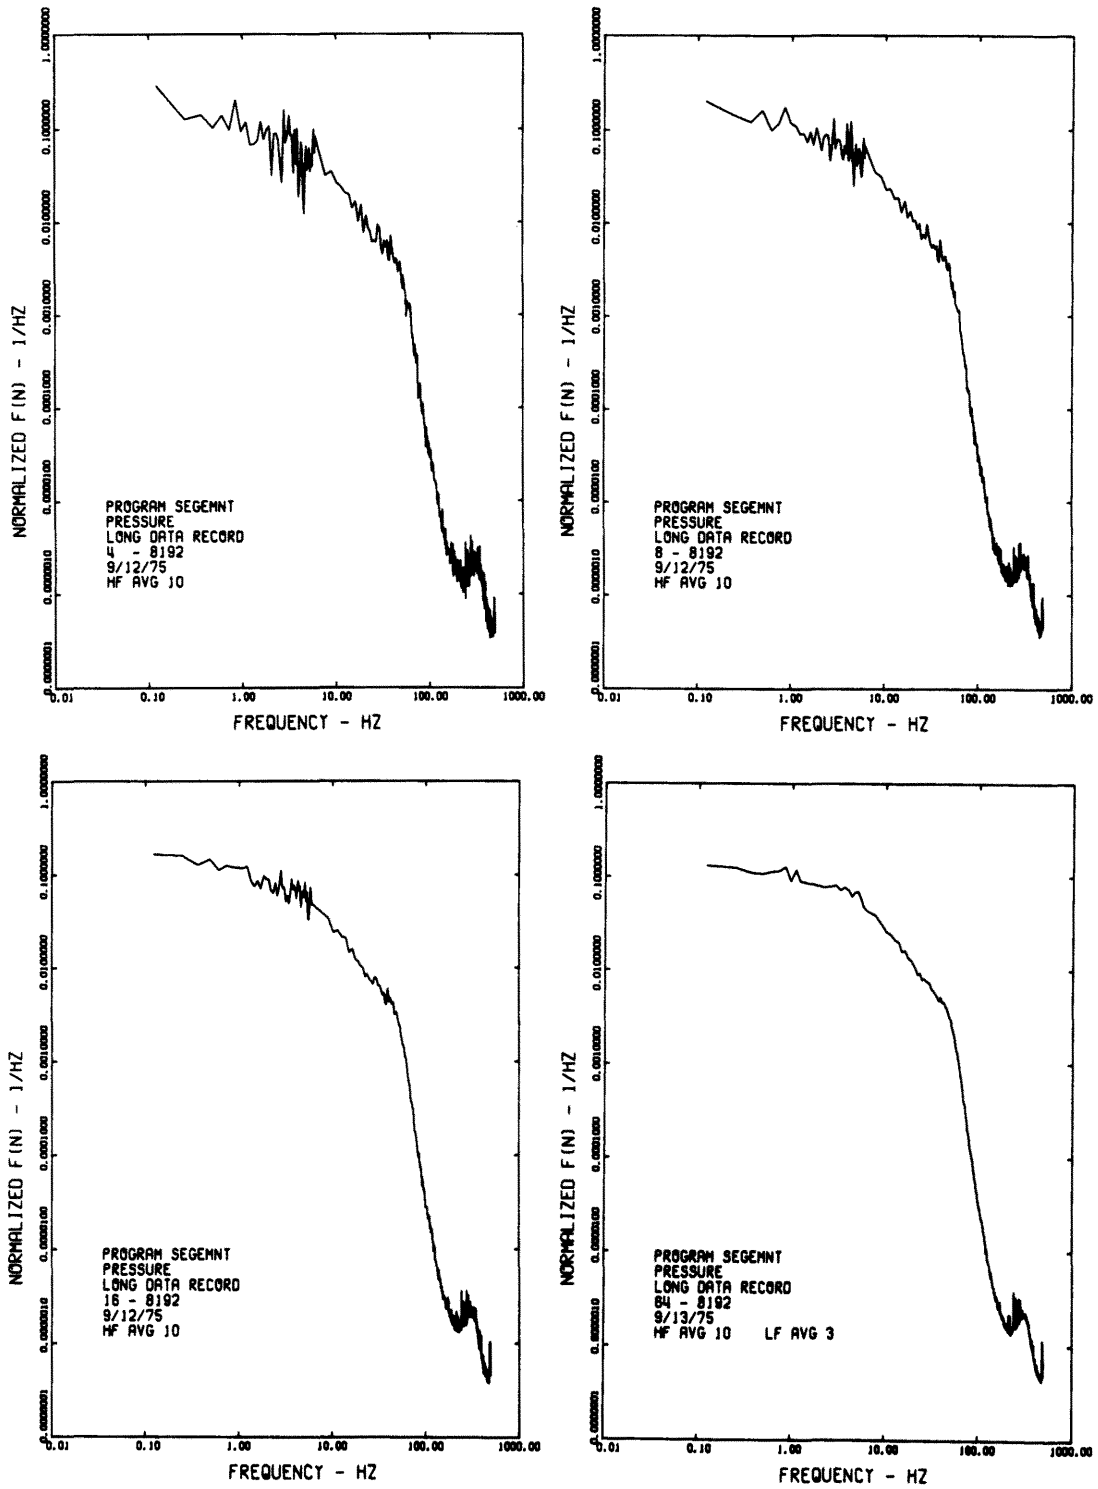 1.0000000
0.1000000
0.0100000
0.0010000
0.0001000
0.0000100
0.0000010
0.0000001
NORMALIZED F(N) - 1/HZ
PROGRAM SEGEMNT
PRESSURE
LONG DATA RECORD
4 - 8192
9/12/75
HF AVG 10
0.01 0.10 1.00 10.00 100.00 1000.00
FREQUENCY - HZ
1.0000000
0.1000000
0.0100000
0.0010000
0.0001000
0.0000100
0.0000010
0.0000001
NORMALIZED F(N) - 1/HZ
PROGRAM SEGEMNT
PRESSURE
LONG DATA RECORD
8 - 8192
9/12/75
HF AVG 10
0.01 0.10 1.00 10.00 100.00 1000.00
FREQUENCY - HZ
1.0000000
0.1000000
0.0100000
0.0010000
0.0001000
0.0000100
0.0000010
0.0000001
NORMALIZED F(N) - 1/HZ
PROGRAM SEGEMNT
PRESSURE
LONG DATA RECORD
16 - 8192
9/12/75
HF AVG 10
0.01 0.10 1.00 10.00 100.00 1000.00
FREQUENCY - HZ
1.0000000
0.1000000
0.0100000
0.0010000
0.0001000
0.0000100
0.0000010
0.0000001
NORMALIZED F(N) - 1/HZ
PROGRAM SEGEMNT
PRESSURE
LONG DATA RECORD
64 - 8192
9/13/75
HF AVG 10 LF AVG 3
0.01 0.10 1.00 10.00 100.00 1000.00
FREQUENCY - HZ